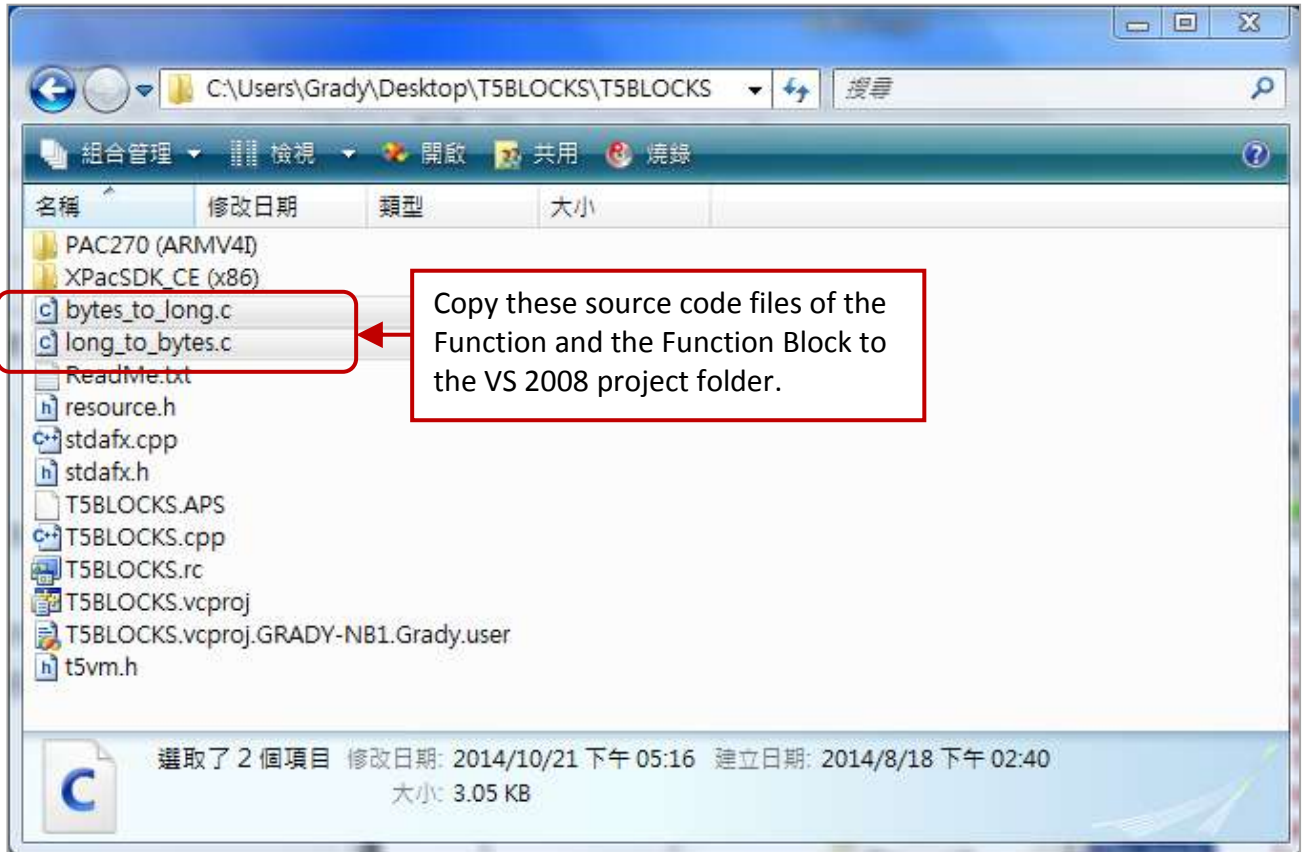 C:\Users\Grady\Desktop\T5BLOCKS\T5BLOCKS 搜尋
組合管理 檢視 開啟 共用 燒錄
名稱 修改日期 類型 大小
PAC270 (ARMV4I)
XPacSDK_CE (x86)
bytes_to_long.c
long_to_bytes.c
ReadMe.txt
resource.h
stdafx.cpp
stdafx.h
T5BLOCKS.APS
T5BLOCKS.cpp
T5BLOCKS.rc
T5BLOCKS.vcproj
T5BLOCKS.vcproj.GRADY-NB1.Grady.user
t5vm.h
Copy these source code files of the
Function and the Function Block to
the VS 2008 project folder.
選取了 2 個項目 修改日期: 2014/10/21 下午 05:16 建立日期: 2014/8/18 下午 02:40
大小: 3.05 KB